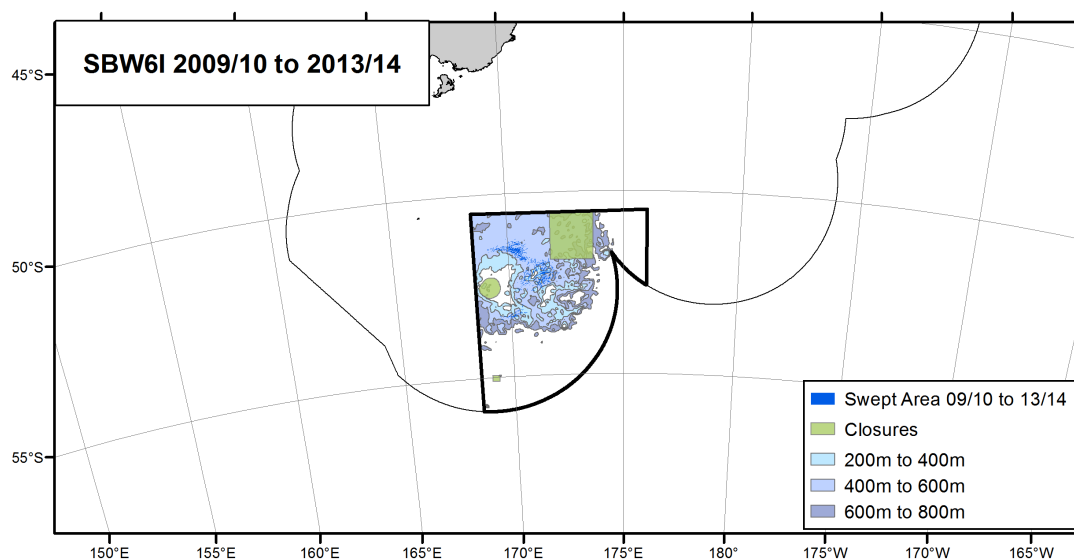 SBW6I 2009/10 to 2013/14
45°S
50°S
55°S
Swept Area 09/10 to 13/14
Closures
200m to 400m
400m to 600m
600m to 800m
150°E
155°E
160°E
165°E
170°E
175°E
180°
175°W
170°W
165°W